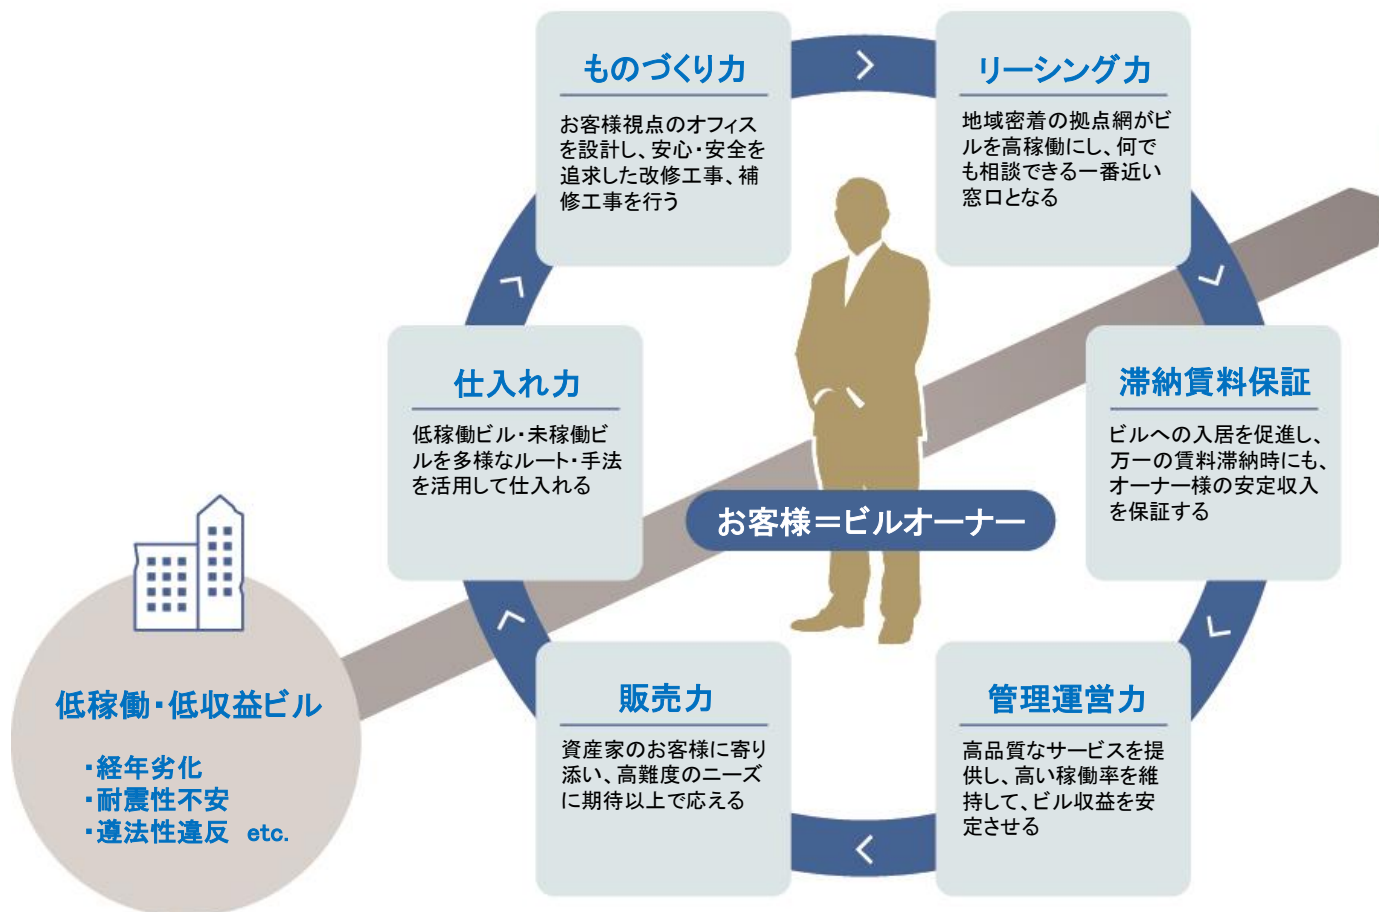 ものづくり力
お客様視点のオフィス
を設計し、安心・安全を
追求した改修工事、補
修工事を行う
リーシング力
地域密着の拠点網がビ
ルを高稼働にし、何で
も相談できる一番近い
窓口となる
仕入れ力
低稼働ビル・未稼働ビ
ルを多様なルート・手法
を活用して仕入れる
滞納賃料保証
ビルへの入居を促進し、
万一の賃料滞納時にも、
オーナー様の安定収入
を保証する
お客様＝ビルオーナー
低稼働・低収益ビル
・経年劣化
・耐震性不安
・遵法性違反 etc.
販売力
資産家のお客様に寄り
添い、高難度のニーズ
に期待以上で応える
管理運営力
高品質なサービスを提
供し、高い稼働率を維
持して、ビル収益を安
定させる